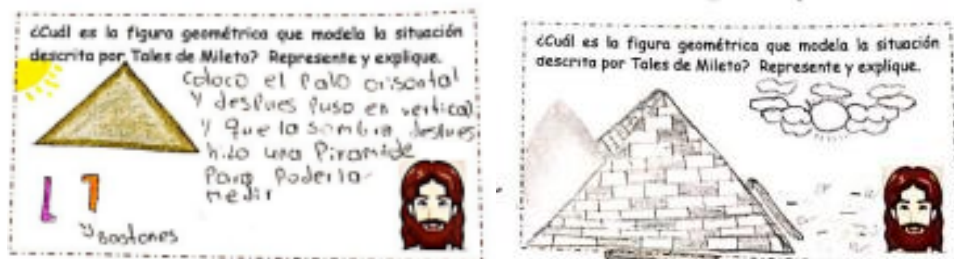 ¿Cuál es la figura geométrica que modela la situación
descrita por Tales de Mileto? Represente y explique.
coloco el Palo orisontal
y despues puso en vertical
y que la sombra despues
hizo una Piramide
para poderla
medir
y Bastones
¿Cuál es la figura geométrica que modela la situación
descrita por Tales de Mileto? Represente y explique.